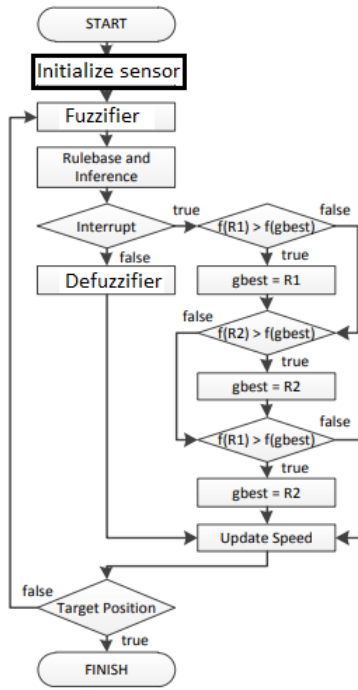 START
Initialize sensor
Fuzzifier
Rulebase and
Inference
Interrupt
true
false
Defuzzifier
f(R1) > f(gbest)
false
true
gbest = R1
false
f(R2) > f(gbest)
true
gbest = R2
false
f(R1) > f(gbest)
true
gbest = R2
Update Speed
false
Target Position
true
FINISH